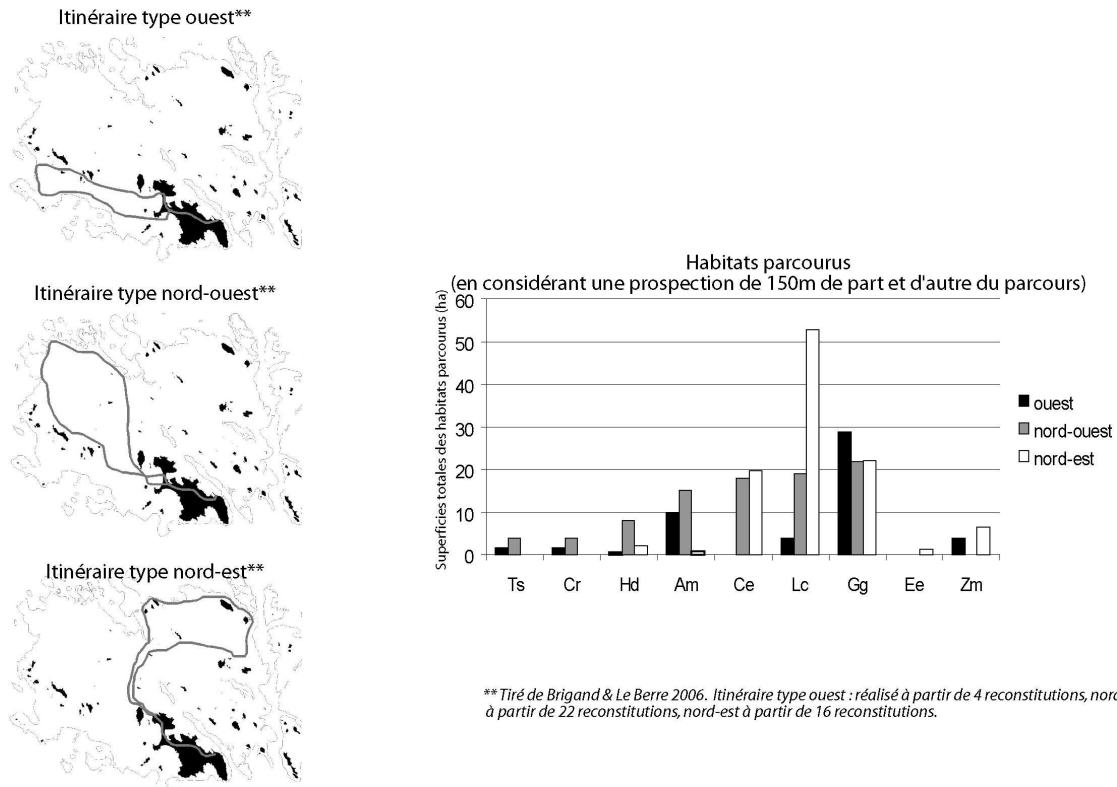 Itinéraire type ouest**
Itinéraire type nord-ouest**
Itinéraire type nord-est**
Habitats parcourus
(en considérant une prospection de 150m de part et d'autre du parcours)
Superficies totales des habitats parcourus (ha)
60
50
40
30
20
10
0
Ts Cr Hd Am Ce Lc Gg Ee Zm
ouest
nord-ouest
nord-est
** Tiré de Brigand & Le Berre 2006. Itinéraire type ouest : réalisé à partir de 4 reconstitutions,
à partir de 22 reconstitutions, nord-est à partir de 16 reconstitutions.